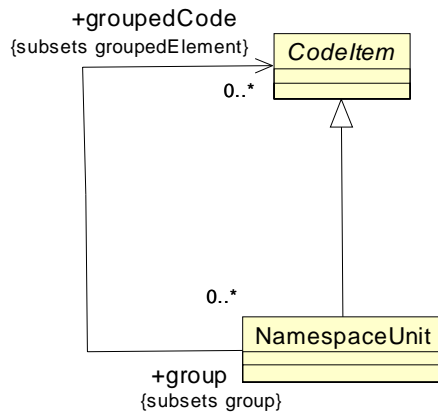 +groupedCode
{subsets groupedElement}
CodeItem
0..*
0..*
NamespaceUnit
+group
{subsets group}